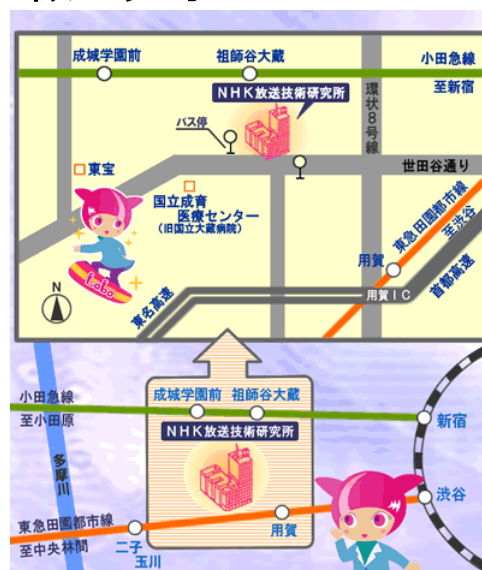 成城学園前
祖師谷大蔵
小田急線
至新宿
NHK放送技術研究所
環状8号線
バス停
世田谷通り
東宝
国立成育
医療センター
(旧国立大蔵病院)
東急田園都市線
至渋谷
用賀
首都高速
Labo
N
東名高速
用賀IC
小田急線
至小田原
成城学園前
祖師谷大蔵
NHK放送技術研究所
新宿
多摩川
渋谷
東急田園都市線
至中央林間
用賀
二子
玉川